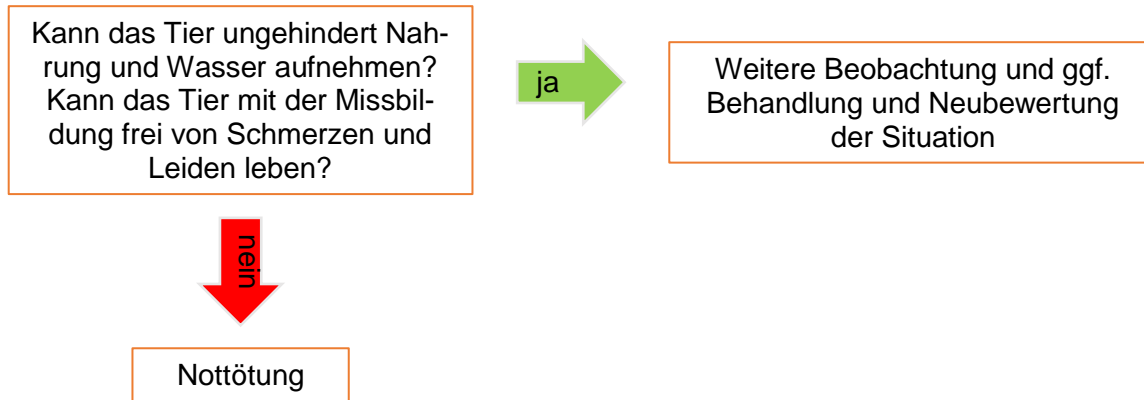 Kann das Tier ungehindert Nah-
rung und Wasser aufnehmen?
Kann das Tier mit der Missbil-
dung frei von Schmerzen und
Leiden leben?
ja
Weitere Beobachtung und ggf.
Behandlung und Neubewertung
der Situation
nein
Nottötung